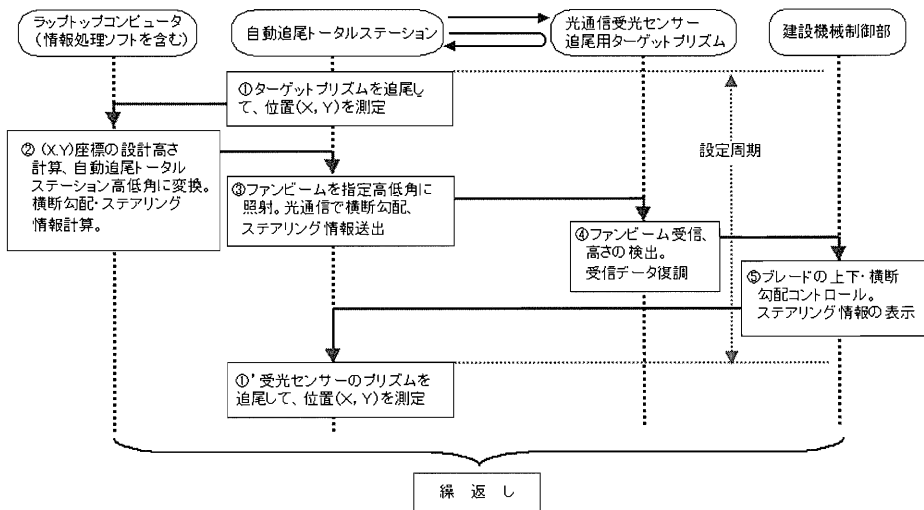 ラップトップコンピュータ
(情報処理ソフトを含む)
自動追尾トータルステーション
光通信受光センサー
追尾用ターゲットプリズム
建設機械制御部
①ターゲットプリズムを追尾し
て、位置(X, Y)を測定
設定周期
② (X,Y)座標の設計高さ
計算、自動追尾トータル
ステーション高低角に変換。
横断勾配・ステアリング
情報計算。
③ファンビームを指定高低角に
照射。光通信で横断勾配、
ステアリング情報送出
④ファンビーム受信、
高さの検出。
受信データ復調
⑤ブレードの上下・横断
勾配コントロール。
ステアリング情報の表示
①’受光センサーのプリズムを
追尾して、位置(X, Y)を測定
繰 返 し